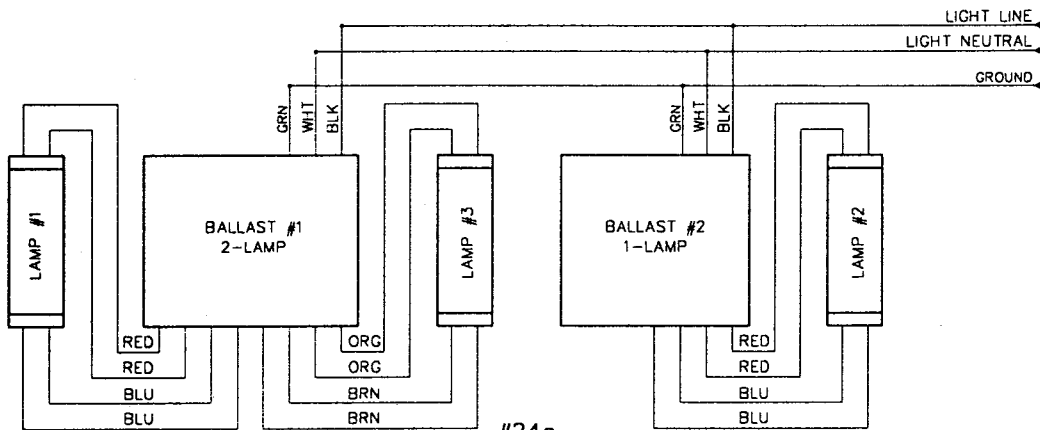 LIGHT LINE
LIGHT NEUTRAL
GROUND
GRN
WHT
BLK
GRN
WHT
BLK
LAMP #1
BALLAST #1
2-LAMP
LAMP #3
BALLAST #2
1-LAMP
LAMP #2
RED
RED
BLU
BLU
ORG
ORG
BRN
BRN
RED
RED
BLU
BLU